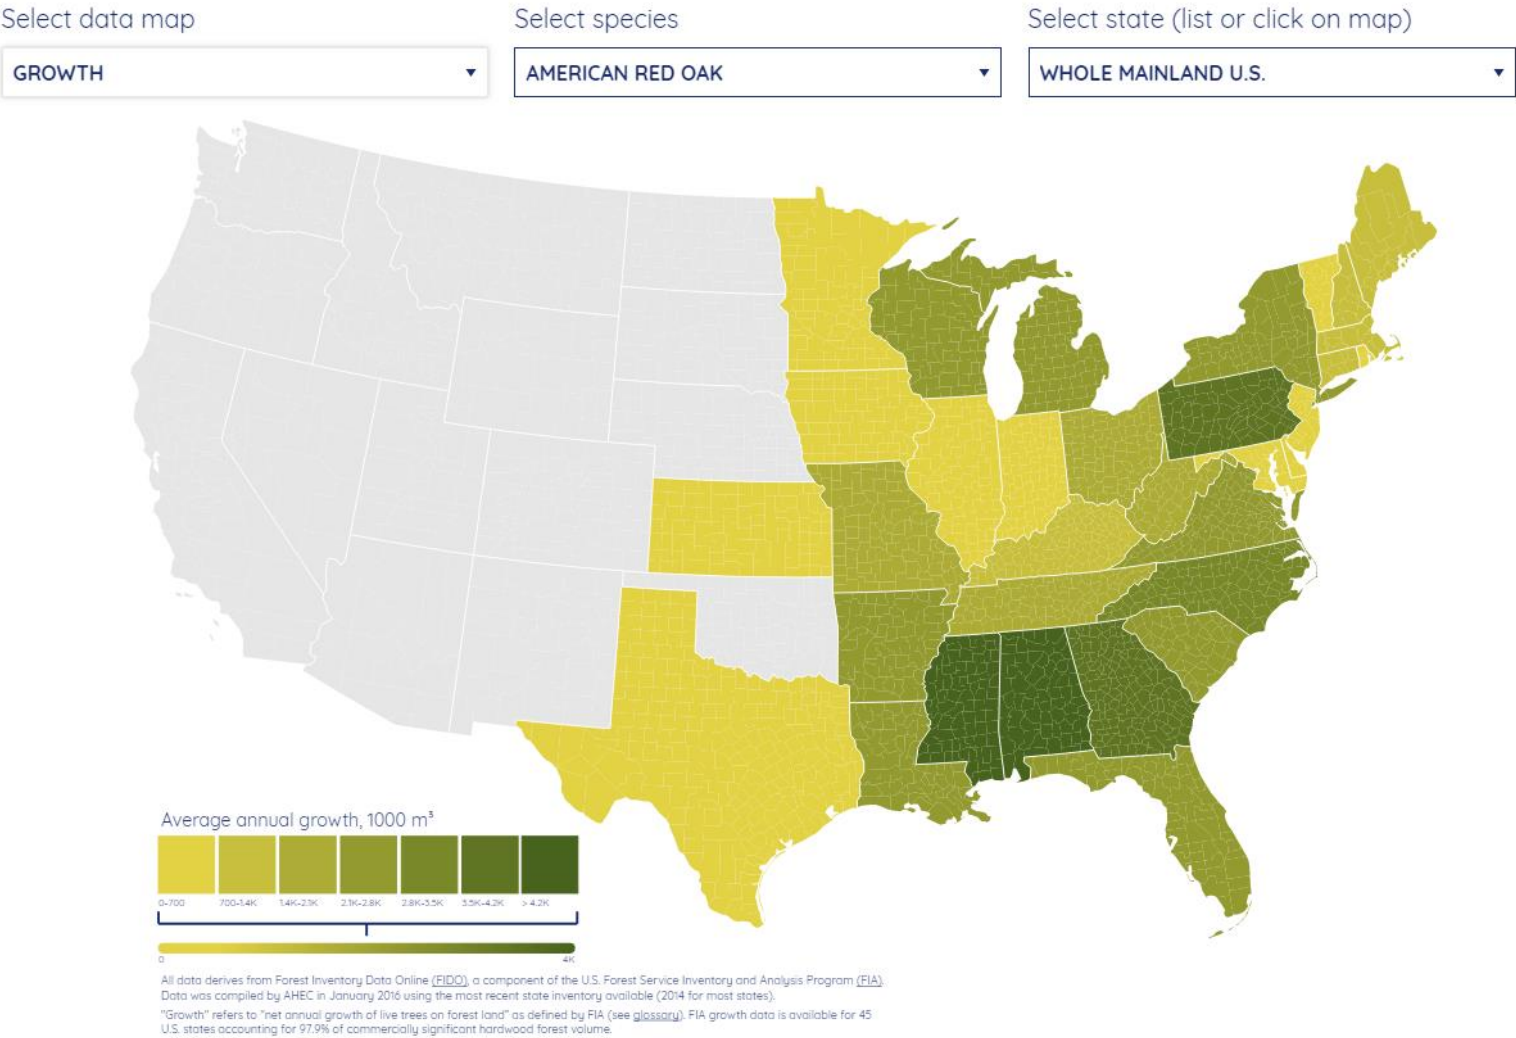 Select data map
Select species
Select state (list or click on map)
GROWTH
AMERICAN RED OAK
WHOLE MAINLAND U.S.
Average annual growth, 1000 m³
0-700
700-1.4K
1.4K-2.1K
2.1K-2.8K
2.8K-3.5K
3.5K-4.2K
> 4.2K
0
4K
All data derives from Forest Inventory Data Online (FIDO), a component of the U.S. Forest Service Inventory and Analysis Program (FIA).
Data was compiled by AHEC in January 2016 using the most recent state inventory available (2014 for most states).
"Growth" refers to "net annual growth of live trees on forest land" as defined by FIA (see glossary). FIA growth data is available for 45
U.S. states accounting for 97.9% of commercially significant hardwood forest volume.